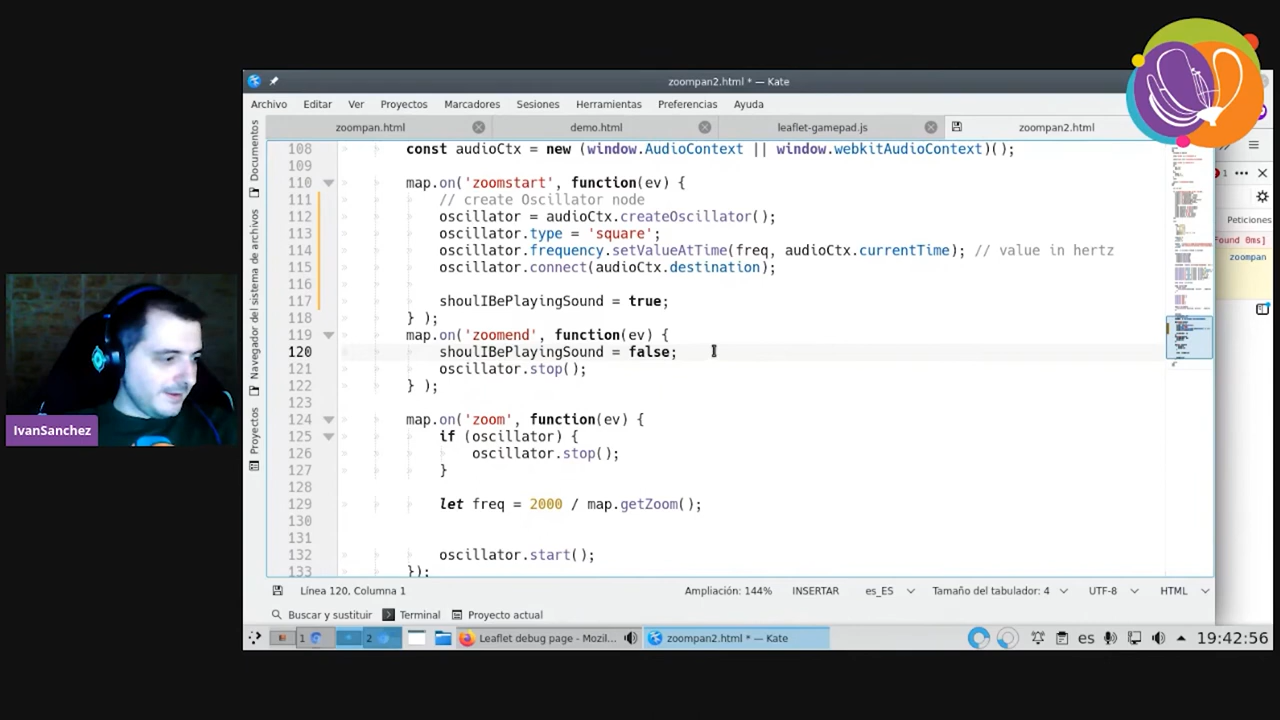 zoompan2.html * — Kate
Archivo Editar Ver Proyectos Marcadores Sesiones Herramientas Preferencias Ayuda
zoompan.html demo.html leaflet-gamepad.js zoompan2.html
Documentos
Navegador del sistema de archivos
Proyectos
108 const audioCtx = new (window.AudioContext || window.webkitAudioContext)();
109
110 map.on('zoomstart', function(ev) {
111 // create Oscillator node
112 oscillator = audioCtx.createOscillator();
113 oscillator.type = 'square';
114 oscillator.frequency.setValueAtTime(freq, audioCtx.currentTime); // value in hertz
115 oscillator.connect(audioCtx.destination);
116
117 shoulIBePlayingSound = true;
118 } );
119 map.on('zoomend', function(ev) {
120 shoulIBePlayingSound = false;
121 oscillator.stop();
122 } );
123
124 map.on('zoom', function(ev) {
125 if (oscillator) {
126 oscillator.stop();
127 }
128
129 let freq = 2000 / map.getZoom();
130
131
132 oscillator.start();
133 });
1
Peticiones
ound 0ms]
zoompan
IvanSanchez
Línea 120, Columna 1 Ampliación: 144% INSERTAR es_ES Tamaño del tabulador: 4 UTF-8 HTML
Buscar y sustituir Terminal Proyecto actual
1 2 Leaflet debug page - Mozil... zoompan2.html * — Kate es 19:42:56